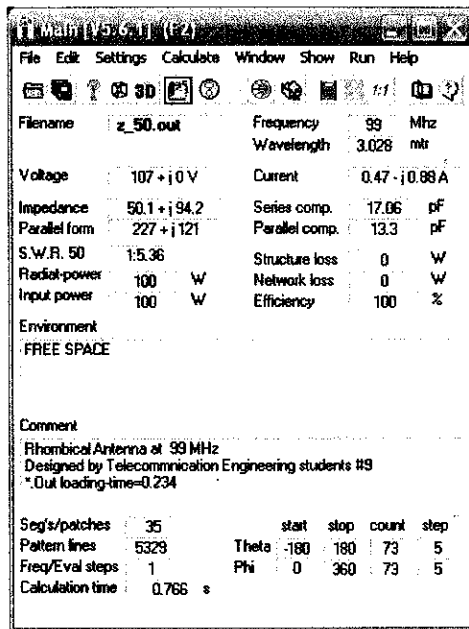 Main [V5.6.1] (F2)
File Edit Settings Calculate Window Show Run Help
3D 1:1
Filename z_50.out Frequency 99 Mhz
Wavelength 3.028 mtr
Voltage 107 + j 0 V Current 0.47 - j 0.88 A
Impedance 50.1 + j 94.2 Series comp. 17.06 pF
Parallel form 227 + j 121 Parallel comp. 13.3 pF
S.W.R. 50 1:5.36 Structure loss 0 W
Radiat-power 100 W Network loss 0 W
Input power 100 W Efficiency 100 %
Environment
FREE SPACE
Comment
Rhombical Antenna at 99 MHz
Designed by Telecommnication Engineering students #9
*.Out loading-time=0.234
Seg's/patches 35 start stop count step
Pattern lines 5329 Theta -180 180 73 5
Freq/Eval steps 1 Phi 0 360 73 5
Calculation time 0.766 s